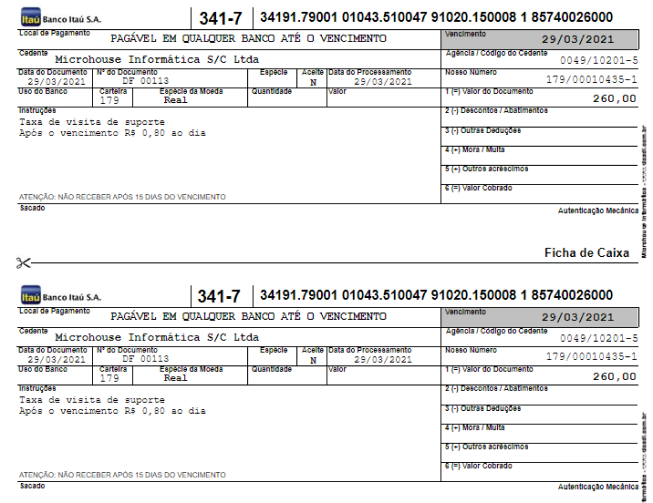 Itaú Banco Itaú S.A. 341-7 34191.79001 01043.510047 91020.150008 1 85740026000
Local de Pagamento
PAGÁVEL EM QUALQUER BANCO ATÉ O VENCIMENTO
Vencimento
29/03/2021
Cedente
Microhouse Informática S/C Ltda
Agência / Código do Cedente
0049/10201-5
Data do Documento Nº do Documento Espécie Aceite Data do Processamento Nosso Número
29/03/2021 DF 00113 N 29/03/2021 179/00010435-1
Uso do Banco Carteira Espécie da Moeda Quantidade Valor 1 (=) Valor do Documento
179 Real 260,00
Instruções
2 (-) Descontos / Abatimentos
Taxa de visita de suporte
Após o vencimento R$ 0,80 ao dia
3 (-) Outras Deduções
4 (+) Mora / Multa
5 (+) Outros acréscimos
6 (=) Valor Cobrado
ATENÇÃO: NÃO RECEBER APÓS 15 DIAS DO VENCIMENTO
Sacado
Autenticação Mecânica
Microhouse Informática
Ficha de Caixa
Itaú Banco Itaú S.A. 341-7 34191.79001 01043.510047 91020.150008 1 85740026000
Local de Pagamento
PAGÁVEL EM QUALQUER BANCO ATÉ O VENCIMENTO
Vencimento
29/03/2021
Cedente
Microhouse Informática S/C Ltda
Agência / Código do Cedente
0049/10201-5
Data do Documento Nº do Documento Espécie Aceite Data do Processamento Nosso Número
29/03/2021 DF 00113 N 29/03/2021 179/00010435-1
Uso do Banco Carteira Espécie da Moeda Quantidade Valor 1 (=) Valor do Documento
179 Real 260,00
Instruções
2 (-) Descontos / Abatimentos
Taxa de visita de suporte
Após o vencimento R$ 0,80 ao dia
3 (-) Outras Deduções
4 (+) Mora / Multa
5 (+) Outros acréscimos
6 (=) Valor Cobrado
ATENÇÃO: NÃO RECEBER APÓS 15 DIAS DO VENCIMENTO
Sacado
Autenticação Mecânica